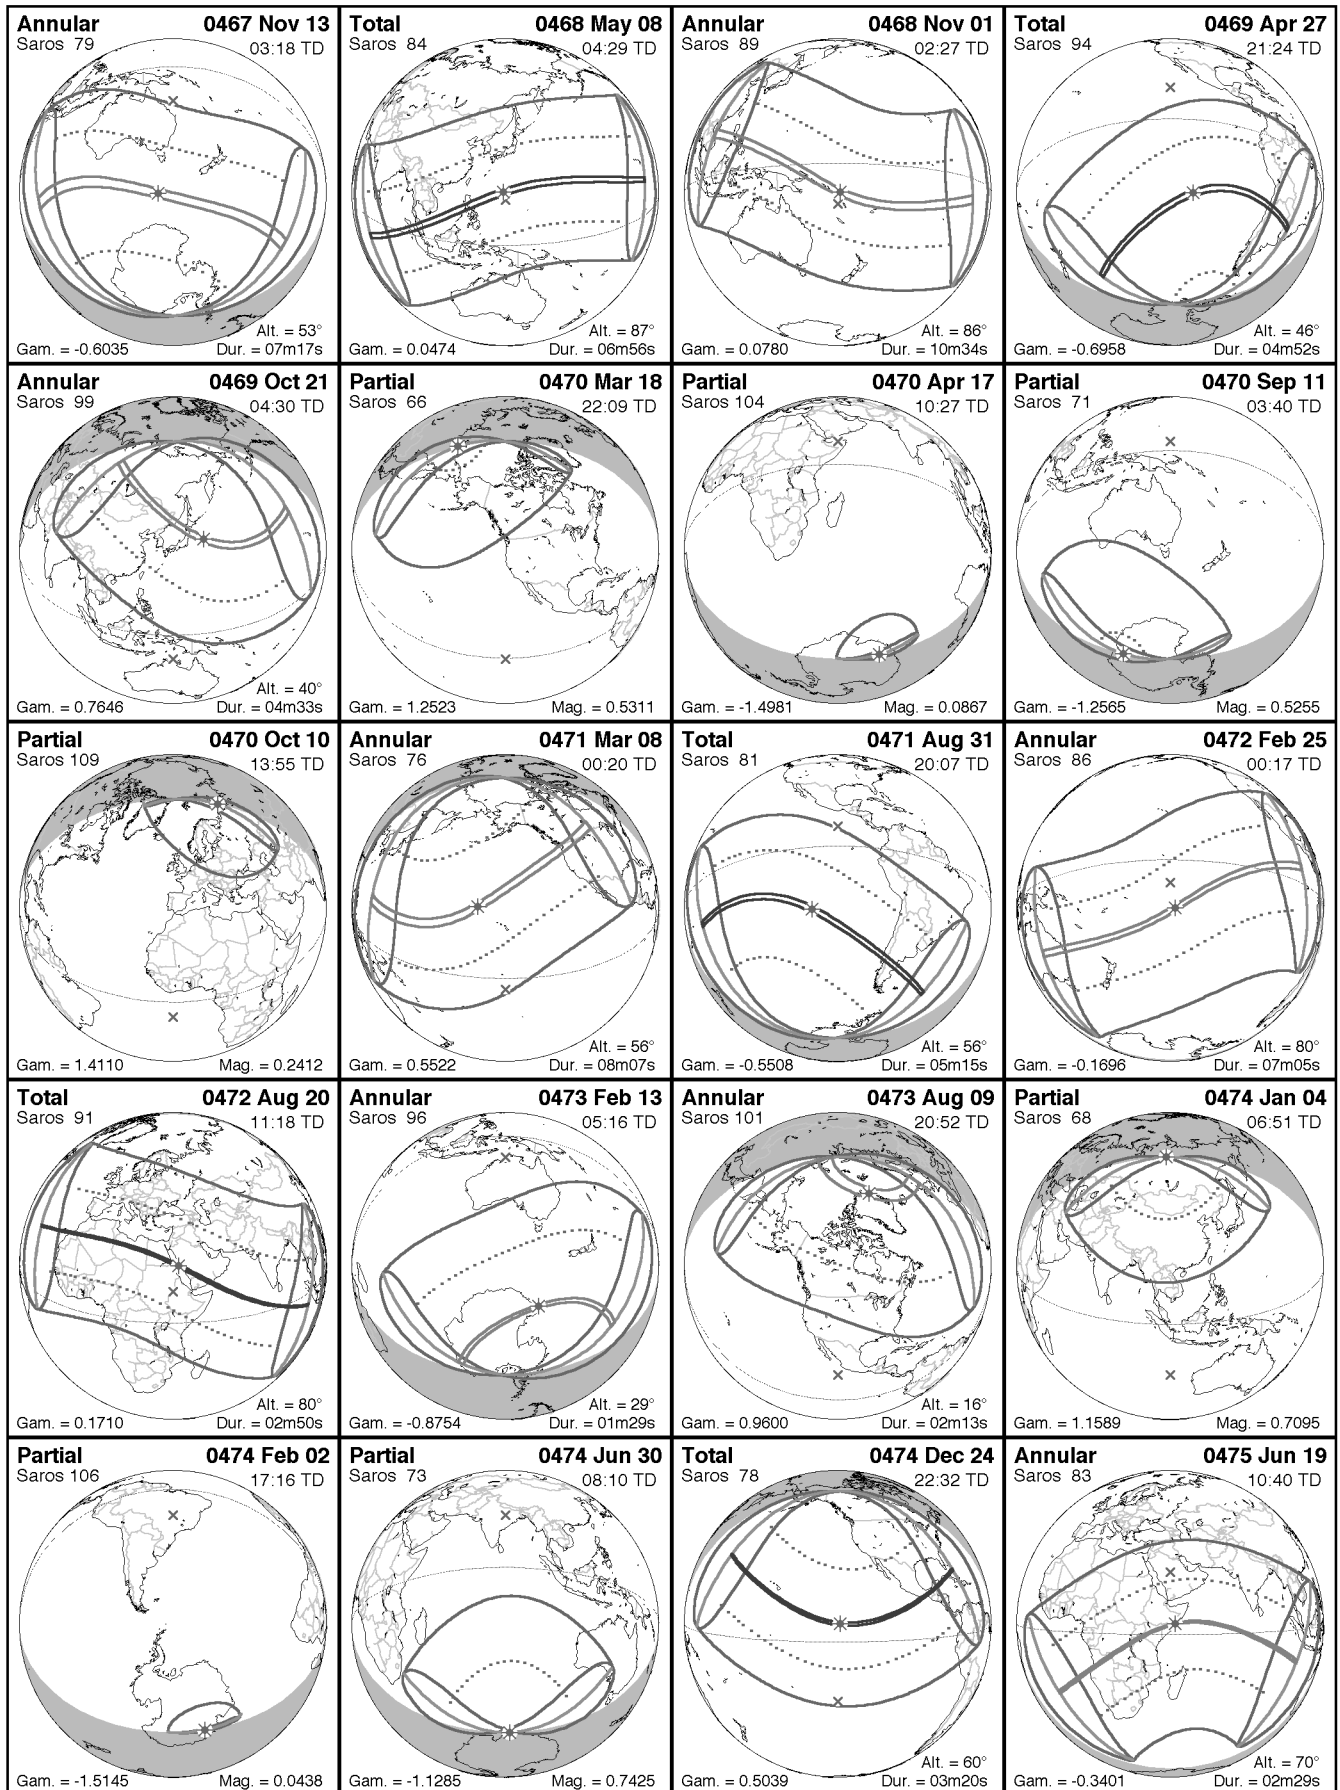 Annular 0467 Nov 13
Saros 79 03:18 TD
Alt. = 53°
Gam. = -0.6035 Dur. = 07m17s
Total 0468 May 08
Saros 84 04:29 TD
Alt. = 87°
Gam. = 0.0474 Dur. = 06m56s
Annular 0468 Nov 01
Saros 89 02:27 TD
Alt. = 86°
Gam. = 0.0780 Dur. = 10m34s
Total 0469 Apr 27
Saros 94 21:24 TD
Alt. = 46°
Gam. = -0.6958 Dur. = 04m52s
Annular 0469 Oct 21
Saros 99 04:30 TD
Alt. = 40°
Gam. = 0.7646 Dur. = 04m33s
Partial 0470 Mar 18
Saros 66 22:09 TD
Gam. = 1.2523 Mag. = 0.5311
Partial 0470 Apr 17
Saros 104 10:27 TD
Gam. = -1.4981 Mag. = 0.0867
Partial 0470 Sep 11
Saros 71 03:40 TD
Gam. = -1.2565 Mag. = 0.5255
Partial 0470 Oct 10
Saros 109 13:55 TD
Gam. = 1.4110 Mag. = 0.2412
Annular 0471 Mar 08
Saros 76 00:20 TD
Alt. = 56°
Gam. = 0.5522 Dur. = 08m07s
Total 0471 Aug 31
Saros 81 20:07 TD
Alt. = 56°
Gam. = -0.5508 Dur. = 05m15s
Annular 0472 Feb 25
Saros 86 00:17 TD
Alt. = 80°
Gam. = -0.1696 Dur. = 07m05s
Total 0472 Aug 20
Saros 91 11:18 TD
Alt. = 80°
Gam. = 0.1710 Dur. = 02m50s
Annular 0473 Feb 13
Saros 96 05:16 TD
Alt. = 29°
Gam. = -0.8754 Dur. = 01m29s
Annular 0473 Aug 09
Saros 101 20:52 TD
Alt. = 16°
Gam. = 0.9600 Dur. = 02m13s
Partial 0474 Jan 04
Saros 68 06:51 TD
Gam. = 1.1589 Mag. = 0.7095
Partial 0474 Feb 02
Saros 106 17:16 TD
Gam. = -1.5145 Mag. = 0.0438
Partial 0474 Jun 30
Saros 73 08:10 TD
Gam. = -1.1285 Mag. = 0.7425
Total 0474 Dec 24
Saros 78 22:32 TD
Alt. = 60°
Gam. = 0.5039 Dur. = 03m20s
Annular 0475 Jun 19
Saros 83 10:40 TD
Alt. = 70°
Gam. = -0.3401 Dur. = 02m29s